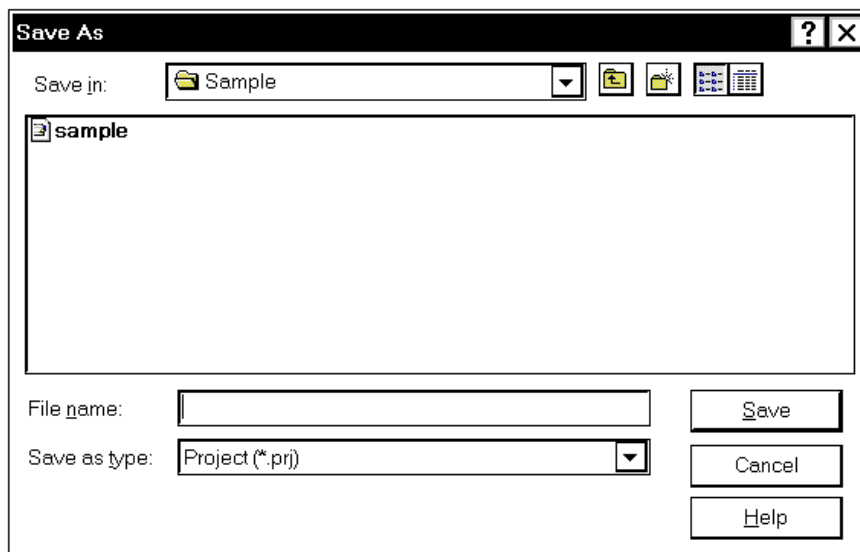 Save As
Save in: Sample
sample
File name:
Save
Save as type: Project (*.prj)
Cancel
Help